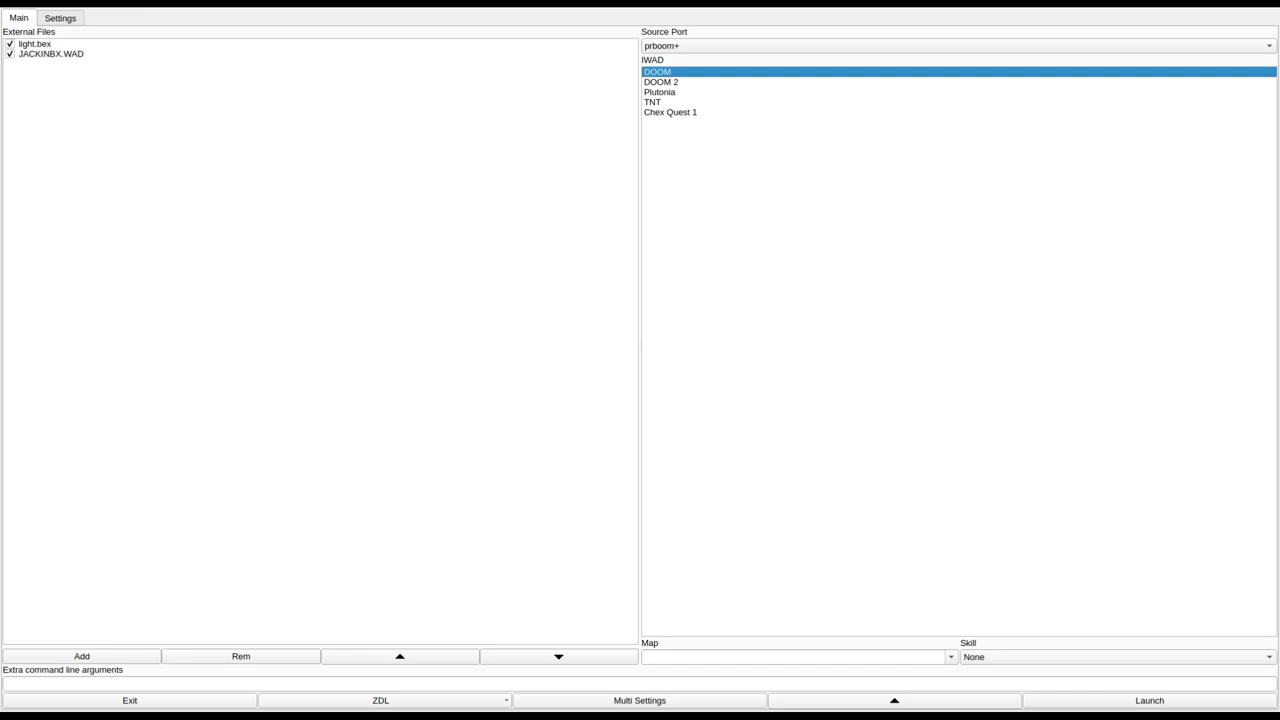 Main
Settings
External Files
light.bex
JACKINBX.WAD
Source Port
prboom+
IWAD
DOOM
DOOM 2
Plutonia
TNT
Chex Quest 1
Map
Skill
None
Add
Rem
Extra command line arguments
Exit
ZDL
Multi Settings
Launch